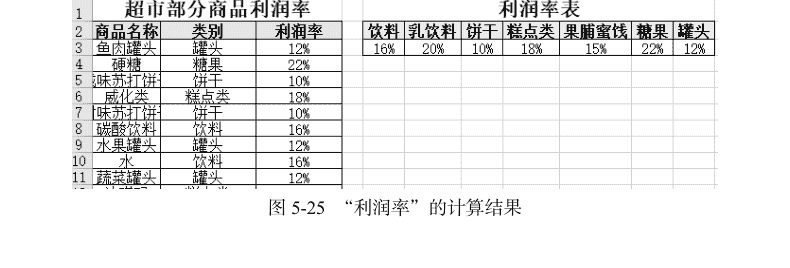 1 超市部分商品利润率 利润率表
2 商品名称 类别 利润率 饮料 乳饮料 饼干 糕点类 果脯蜜饯 糖果 罐头
3 鱼肉罐头 罐头 12% 16% 20% 10% 18% 15% 22% 12%
4 硬糖 糖果 22%
5 味苏打饼 饼干 10%
6 威化类 糕点类 18%
7 味苏打饼 饼干 10%
8 碳酸饮料 饮料 16%
9 水果罐头 罐头 12%
10 水 饮料 16%
11 蔬菜罐头 罐头 12%
图 5-25 “利润率”的计算结果